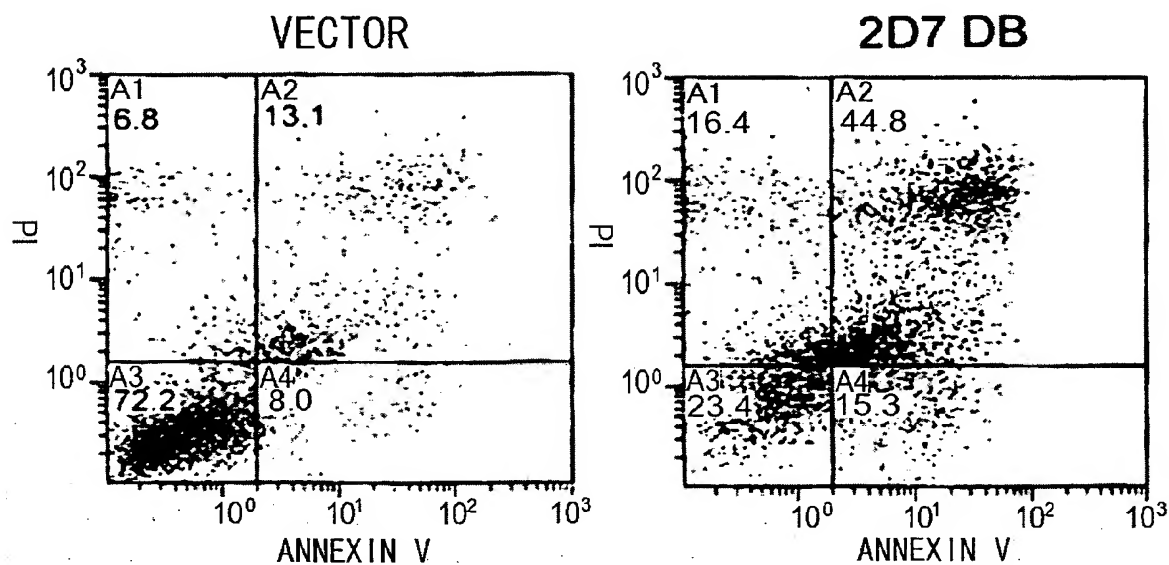 VECTOR
10³
A1
6.8
A2
13.1
10²
PI
10¹
10⁰
A3
72.2
A4
8.0
10⁰ 10¹ 10² 10³
ANNEXIN V
2D7 DB
10³
A1
16.4
A2
44.8
10²
PI
10¹
10⁰
A3
23.4
A4
15.3
10⁰ 10¹ 10² 10³
ANNEXIN V